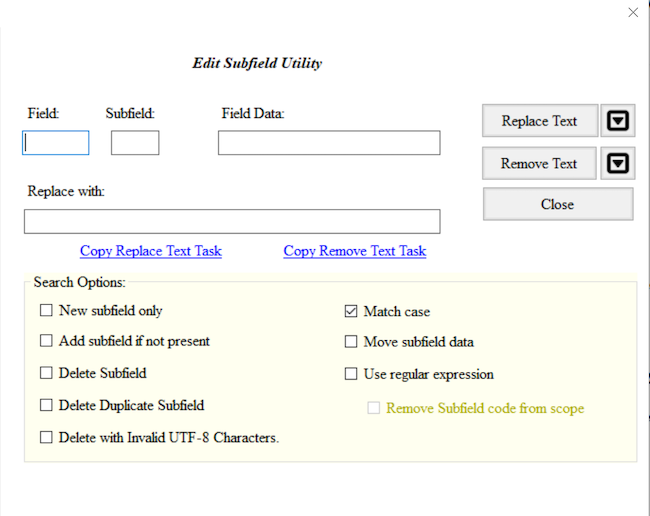 Edit Subfield Utility
Field:
Subfield:
Field Data:
Replace Text
Remove Text
Close
Replace with:
Copy Replace Text Task
Copy Remove Text Task
Search Options:
New subfield only
Match case
Add subfield if not present
Move subfield data
Delete Subfield
Use regular expression
Delete Duplicate Subfield
Remove Subfield code from scope
Delete with Invalid UTF-8 Characters.